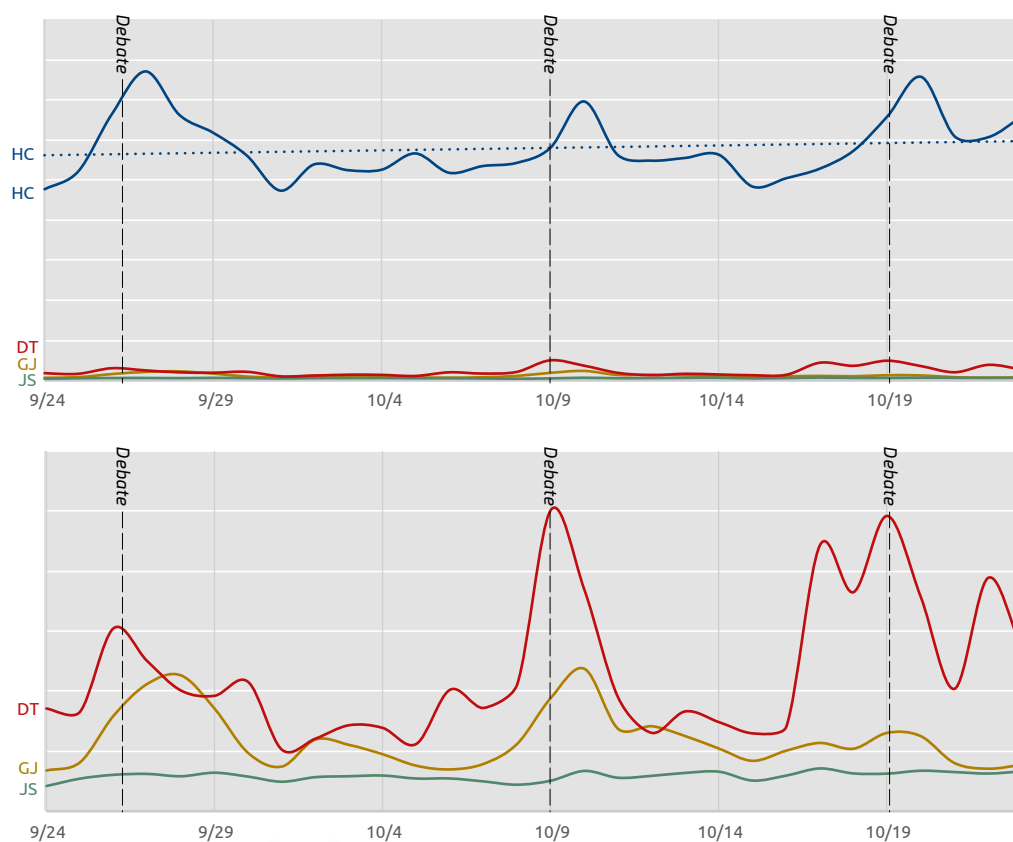 Debate Debate Debate
HC
HC
DT
GJ
JS
9/24 9/29 10/4 10/9 10/14 10/19
Debate Debate Debate
DT
GJ
JS
9/24 9/29 10/4 10/9 10/14 10/19